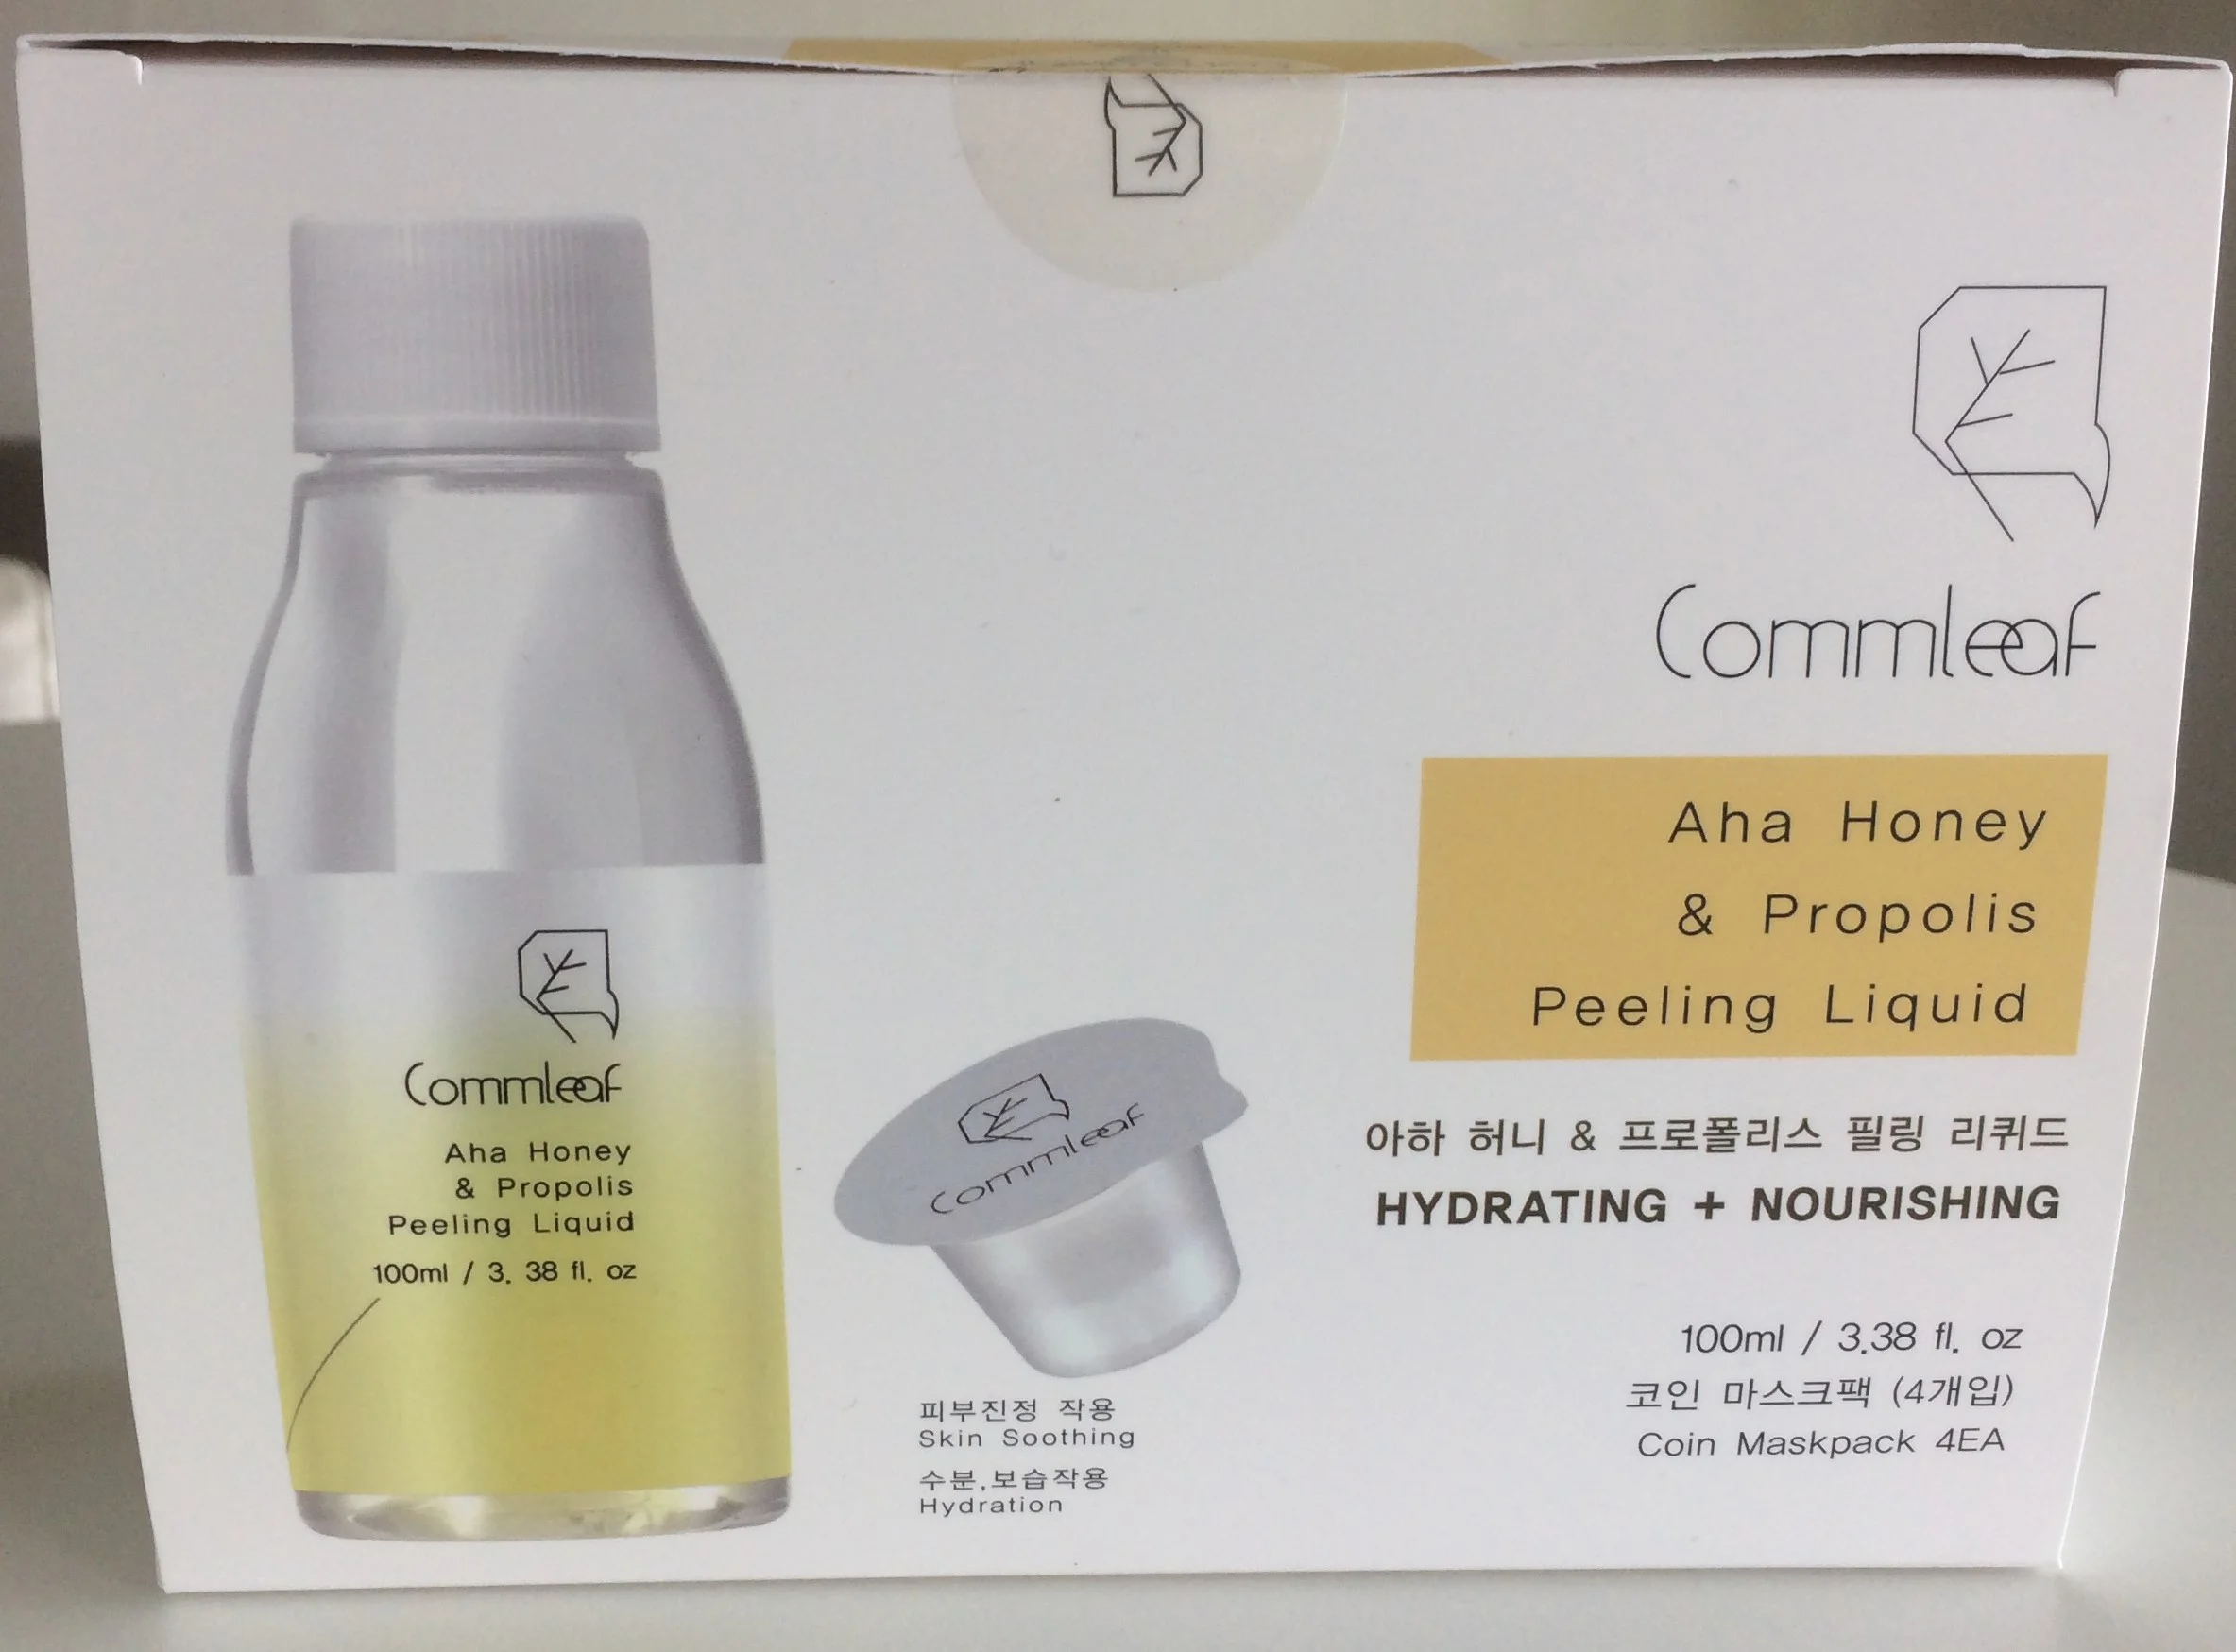 Commleaf
Aha Honey
& Propolis
Peeling Liquid
100ml / 3. 38 fl. oz
Commleaf
피부진정 작용
Skin Soothing
수분,보습작용
Hydration
Commleaf
Aha Honey
& Propolis
Peeling Liquid
아하 허니 & 프로폴리스 필링 리퀴드
HYDRATING + NOURISHING
100ml / 3.38 fl. oz
코인 마스크팩 (4개입)
Coin Maskpack 4EA